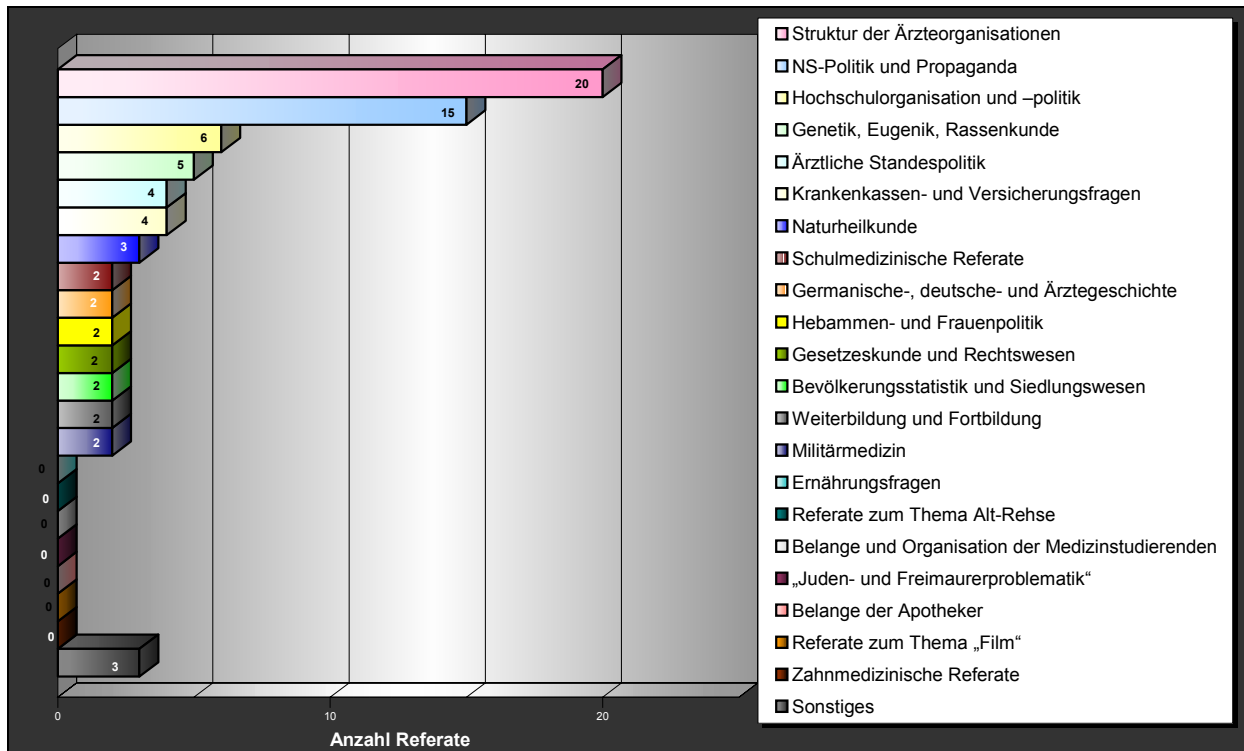 20
15
6
5
4
4
3
2
2
2
2
2
2
2
0
0
0
0
0
0
0
3
0
10
20
Anzahl Referate
Struktur der Ärzteorganisationen
NS-Politik und Propaganda
Hochschulorganisation und –politik
Genetik, Eugenik, Rassenkunde
Ärztliche Standespolitik
Krankenkassen- und Versicherungsfragen
Naturheilkunde
Schulmedizinische Referate
Germanische-, deutsche- und Ärztegeschichte
Hebammen- und Frauenpolitik
Gesetzeskunde und Rechtswesen
Bevölkerungsstatistik und Siedlungswesen
Weiterbildung und Fortbildung
Militärmedizin
Ernährungsfragen
Referate zum Thema Alt-Rehse
Belange und Organisation der Medizinstudierenden
„Juden- und Freimaurerproblematik“
Belange der Apotheker
Referate zum Thema „Film“
Zahnmedizinische Referate
Sonstiges